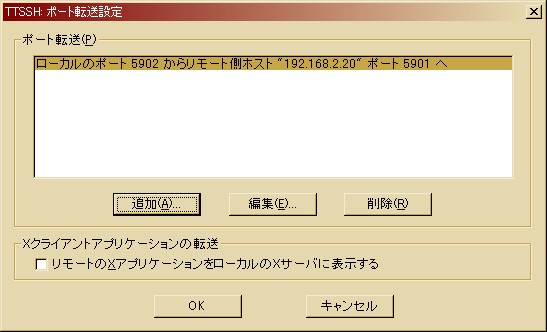 TTSSH: ポート転送設定
ポート転送(P)
ローカルのポート 5902 からリモート側ホスト "192.168.2.20" ポート 5901 へ
追加(A)... 編集(E)... 削除(R)
Xクライアントアプリケーションの転送
リモートのXアプリケーションをローカルのXサーバに表示する
OK キャンセル